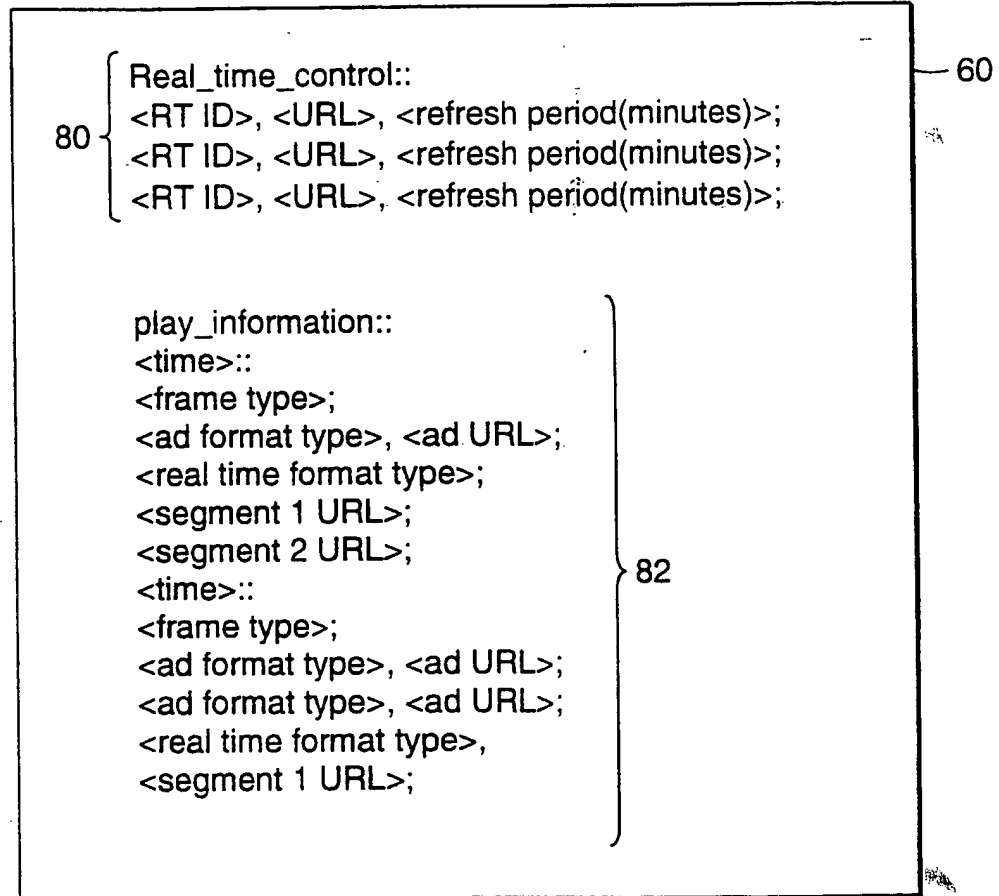 Real_time_control::
<RT ID>, <URL>, <refresh period(minutes)>;
<RT ID>, <URL>, <refresh period(minutes)>;
<RT ID>, <URL>, <refresh period(minutes)>;
80
60
play_information::
<time>::
<frame type>;
<ad format type>, <ad URL>;
<real time format type>;
<segment 1 URL>;
<segment 2 URL>;
<time>::
<frame type>;
<ad format type>, <ad URL>;
<ad format type>, <ad URL>;
<real time format type>,
<segment 1 URL>;
82